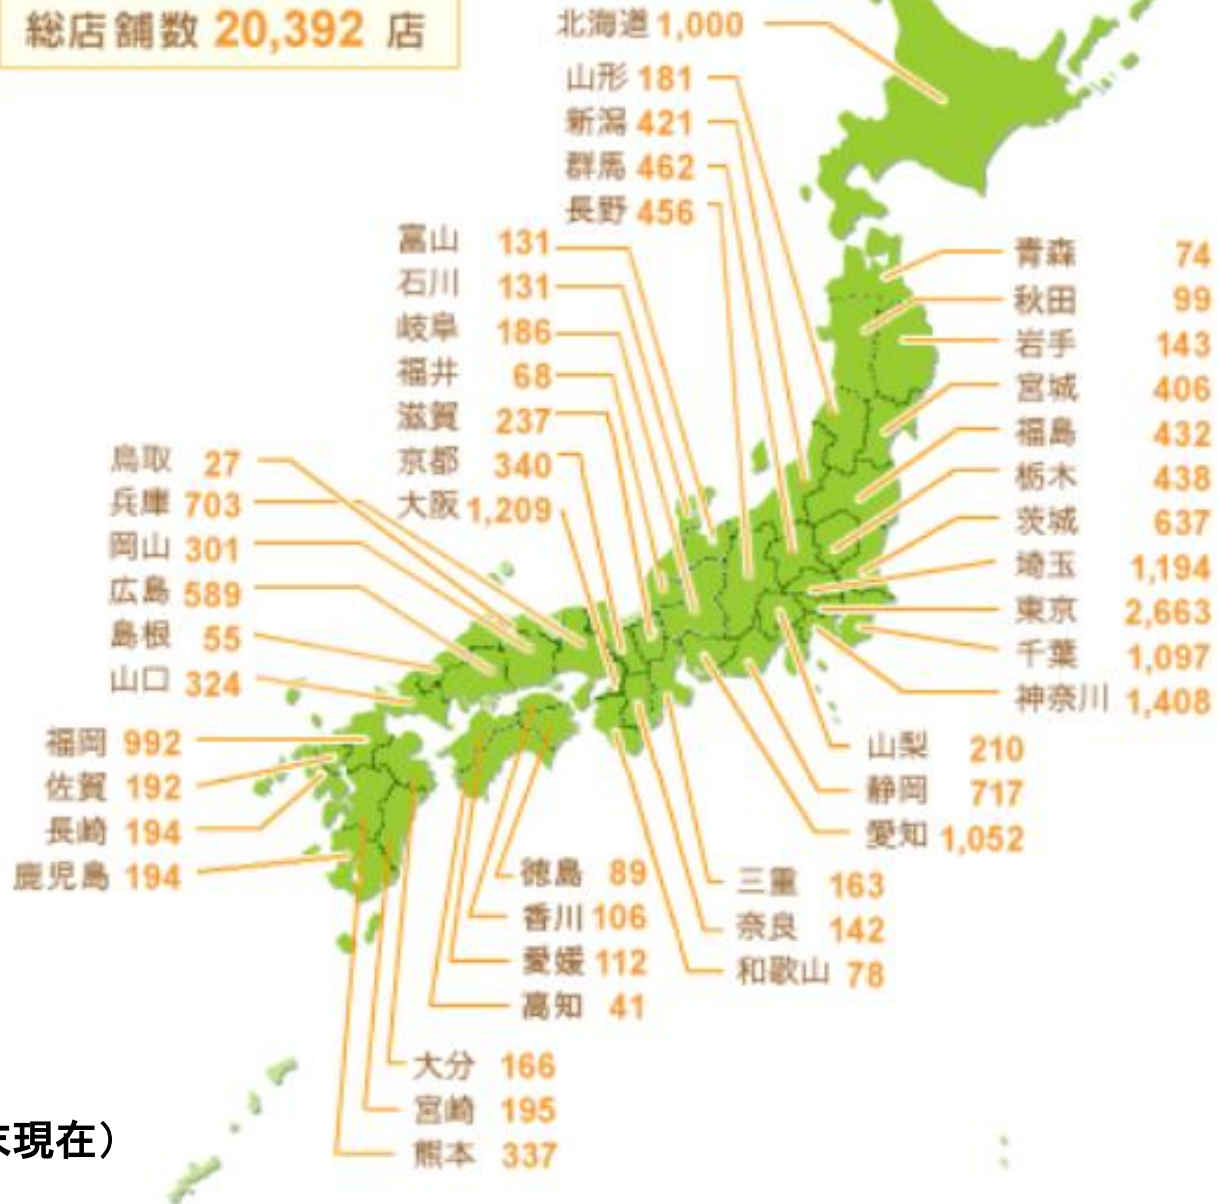 総店舗数 20,392 店
北海道 1,000
山形 181
新潟 421
群馬 462
長野 456
富山 131
石川 131
岐阜 186
福井 68
滋賀 237
京都 340
大阪 1,209
鳥取 27
兵庫 703
岡山 301
広島 589
島根 55
山口 324
福岡 992
佐賀 192
長崎 194
鹿児島 194
青森 74
秋田 99
岩手 143
宮城 406
福島 432
栃木 438
茨城 637
埼玉 1,194
東京 2,663
千葉 1,097
神奈川 1,408
山梨 210
静岡 717
愛知 1,052
三重 163
奈良 142
和歌山 78
徳島 89
香川 106
愛媛 112
高知 41
大分 166
宮崎 195
熊本 337
末現在）